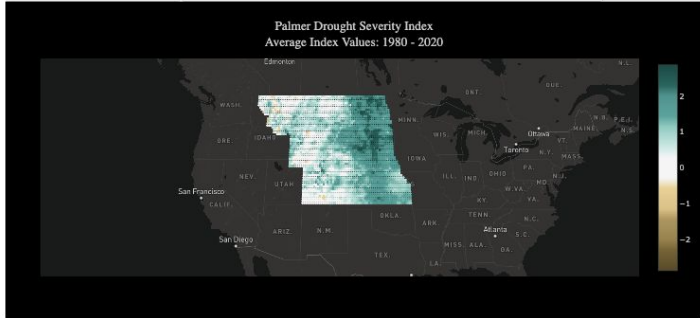 Palmer Drought Severity Index
Average Index Values: 1980 - 2020
Edmonton
N.L.
ONT.
QUE.
WASH.
MINN.
N.B.
P.E.I.
ORE.
IDAHO
WIS.
MICH.
Ottawa
MAINE
N.S.
Toronto
VT.
N.Y.
MASS.
IOWA
NEV.
UTAH
ILL.
IND.
OHIO
PA.
N.J.
MD.
W.VA.
San Francisco
CALIF.
KY.
VA.
OKLA
TENN
N.C.
San Diego
ARIZ.
N.M.
ARK.
Atlanta
S.C.
MISS.
ALA.
GA.
TEX.
LA.
2
1
0
−1
−2